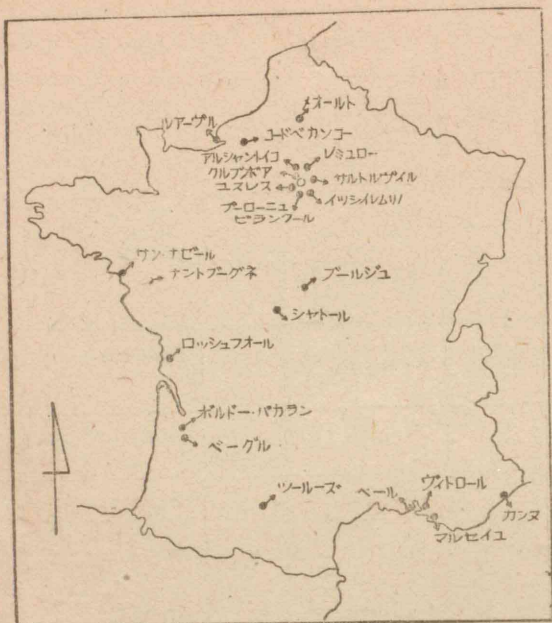 オールト
ルアーヴル
コードベカンコー
アルジャントイユ
レミュロー
クルブボア
サルトルヴイル
ユスレス
イッシイレムリノ
ブーローニュ
ビランクール
サン・ナゼール
ナントブーグネ
ブールジュ
シャトール
ロッシュフオール
ボルドー・バカラン
ベーグル
ツールーズ
ベール
ヴィトロール
カンヌ
マルセイユ